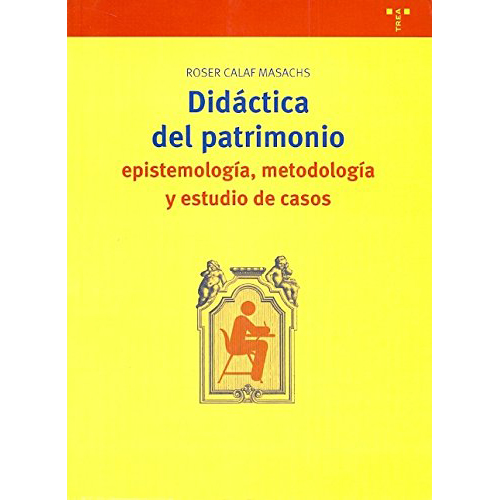 TREA
ROSER CALAF MASACHS
Didáctica
del patrimonio
epistemología, metodología
y estudio de casos